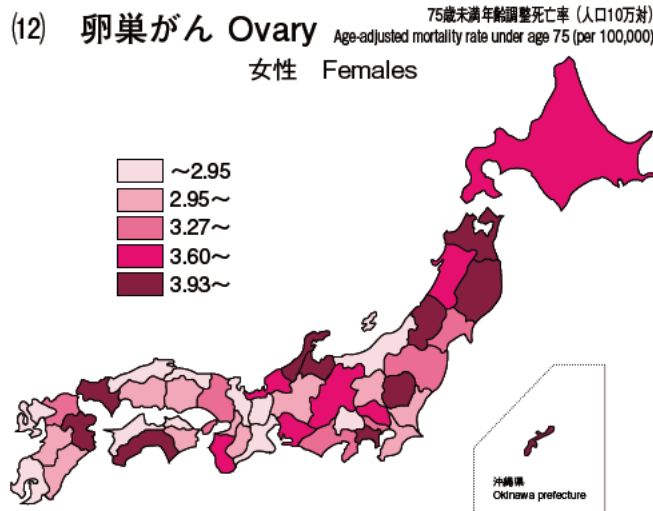 (12) 卵巣がん Ovary
75歳未満年齢調整死亡率（人口10万対）
Age-adjusted mortality rate under age 75 (per 100,000)
女性 Females
～2.95
2.95～
3.27～
3.60～
3.93～
沖縄県
Okinawa prefecture